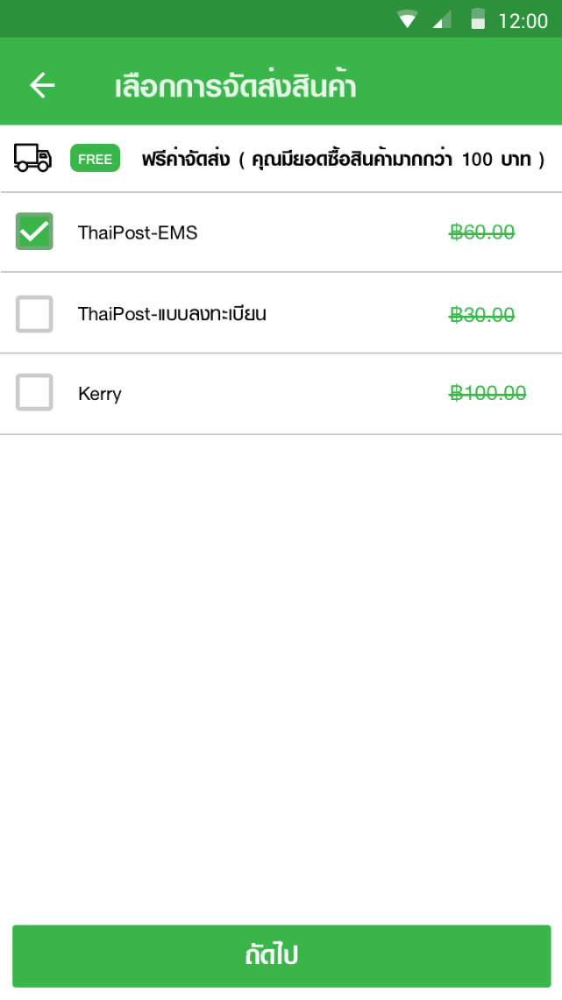 12:00
เลือกการจัดส่งสินค้า
FREE ฟรีค่าจัดส่ง ( คุณมียอดซื้อสินค้ามากกว่า 100 บาท )
ThaiPost-EMS ฿60.00
ThaiPost-แบบลงทะเบียน ฿30.00
Kerry ฿100.00
ถัดไป